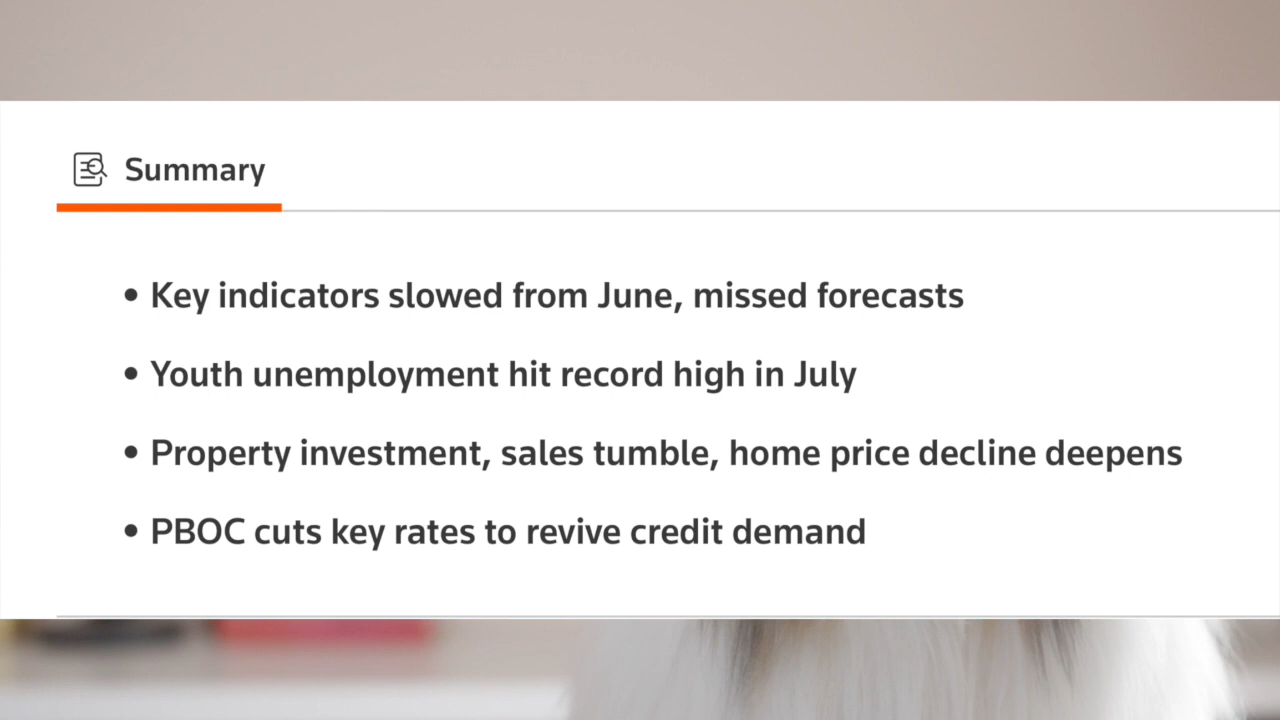 Summary
• Key indicators slowed from June, missed forecasts
• Youth unemployment hit record high in July
• Property investment, sales tumble, home price decline deepens
• PBOC cuts key rates to revive credit demand